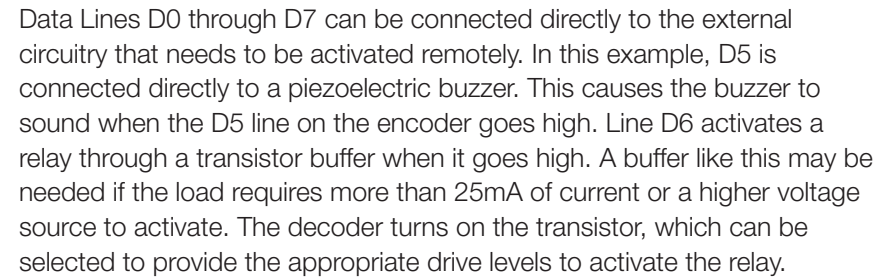 Data Lines D0 through D7 can be connected directly to the external
circuitry that needs to be activated remotely. In this example, D5 is
connected directly to a piezoelectric buzzer. This causes the buzzer to
sound when the D5 line on the encoder goes high. Line D6 activates a
relay through a transistor buffer when it goes high. A buffer like this may be
needed if the load requires more than 25mA of current or a higher voltage
source to activate. The decoder turns on the transistor, which can be
selected to provide the appropriate drive levels to activate the relay.